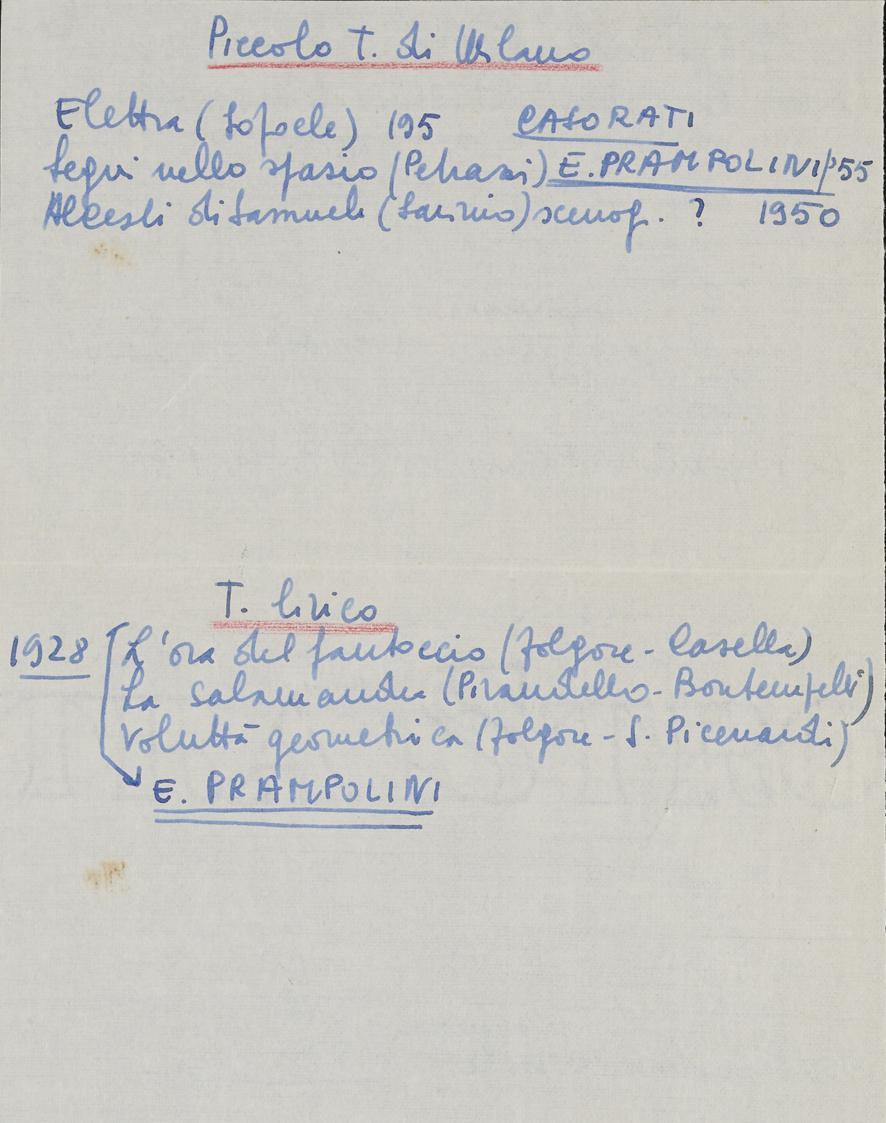 Piccolo T. di Milano
Elettra (Sofocle) 195 CASORATI
Segni nello spazio (Petrassi) E. PRAMPOLINI 55
Alcesti di Samuele (Savinio) scenog. ? 1950
T. lirico
1928 L'ora del fantoccio (Folgore - Casella)
La Salamandra (Pirandello - Bontempelli)
Voluttà geometrica (Folgore - S. Picenardi)
E. PRAMPOLINI